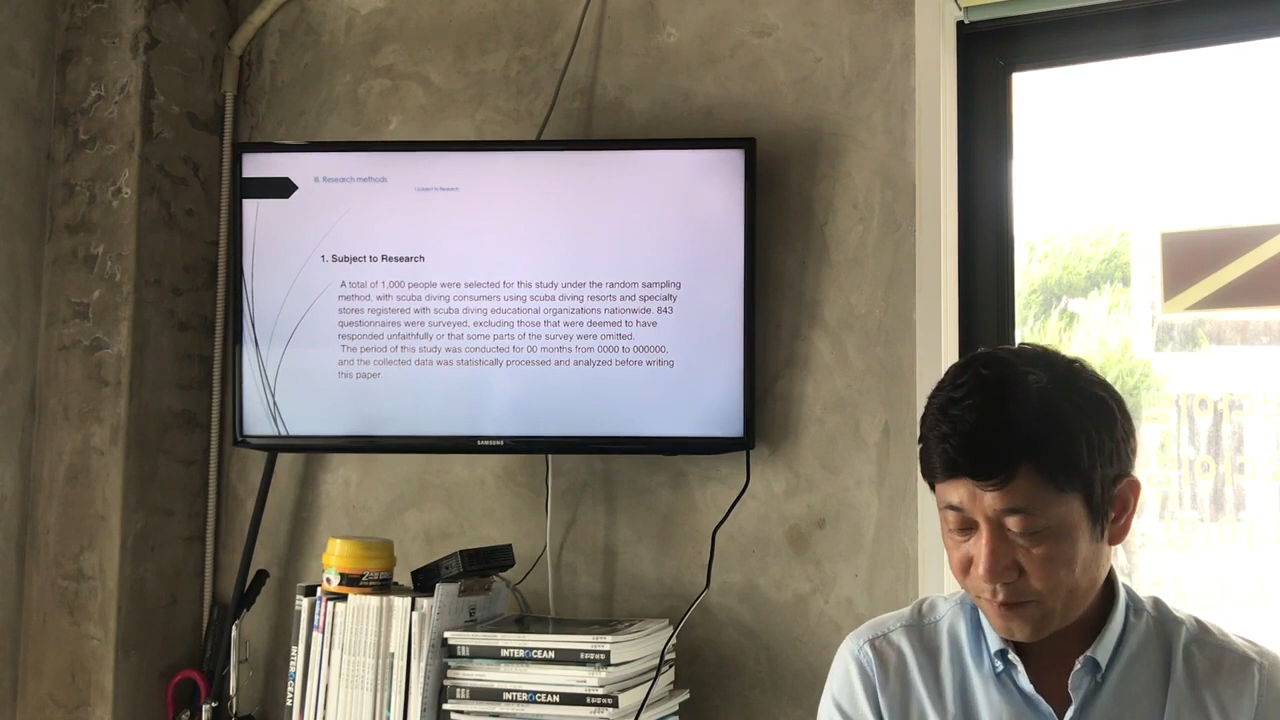 III. Research methods
1.Subject to Research
1. Subject to Research
A total of 1,000 people were selected for this study under the random sampling
method, with scuba diving consumers using scuba diving resorts and specialty
stores registered with scuba diving educational organizations nationwide. 843
questionnaires were surveyed, excluding those that were deemed to have
responded unfaithfully or that some parts of the survey were omitted.
The period of this study was conducted for 00 months from 0000 to 000000,
and the collected data was statistically processed and analyzed before writing
this paper.
SAMSUNG
INTEROCEAN
INTEROCEAN
INTEROCEAN